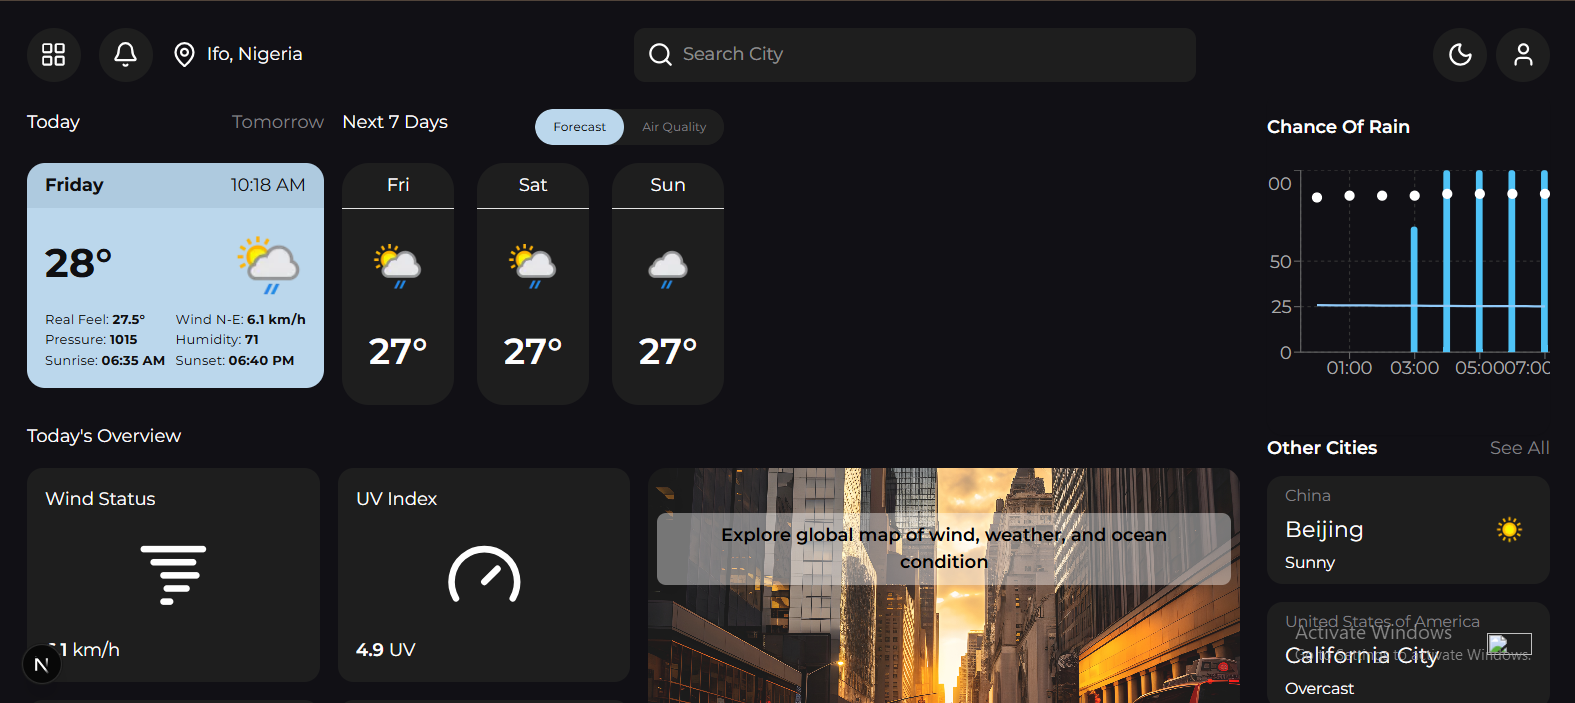 Ifo, Nigeria
Search City
Today
Tomorrow
Next 7 Days
Forecast
Air Quality
Friday
10:18 AM
28°
Real Feel: 27.5°
Wind N-E: 6.1 km/h
Pressure: 1015
Humidity: 71
Sunrise: 06:35 AM
Sunset: 06:40 PM
Fri
27°
Sat
27°
Sun
27°
Chance Of Rain
00
50
25
0
01:00
03:00
05:00
07:00
Today's Overview
Wind Status
km/h
UV Index
4.9 UV
Explore global map of wind, weather, and ocean
condition
Other Cities
See All
China
Beijing
Sunny
United States of America
California City
Overcast
Activate Windows
Go to Settings to activate Windows.
N